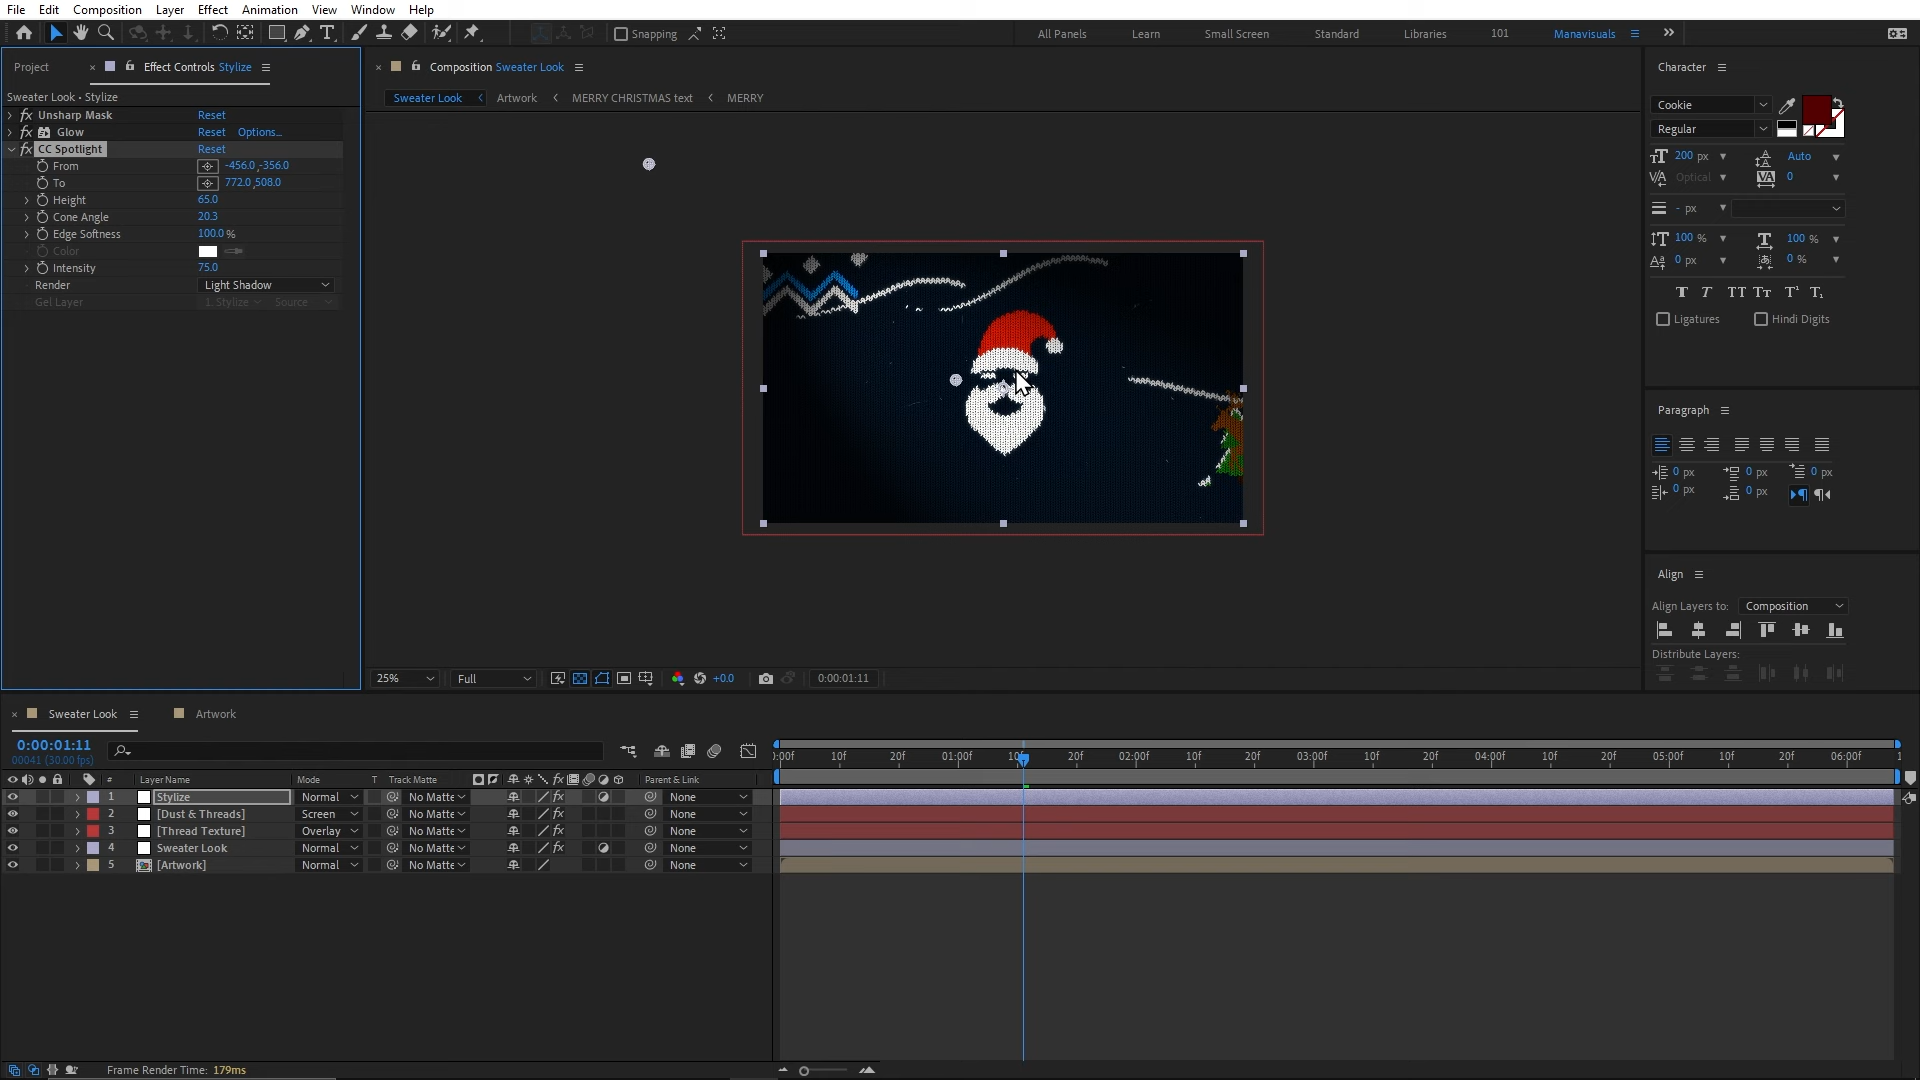 File Edit Composition Layer Effect Animation View Window Help
Snapping
All Panels Learn Small Screen Standard Libraries 101 Manavisuals
Project Effect Controls Stylize
Composition Sweater Look
Character
Sweater Look • Stylize
Sweater Look Artwork MERRY CHRISTMAS text MERRY
Unsharp Mask Reset
Glow Reset Options...
CC Spotlight Reset
From -456.0,-356.0
To 772.0,508.0
Height 65.0
Cone Angle 20.3
Edge Softness 100.0 %
Color
Intensity 75.0
Render Light Shadow
Gel Layer 1. Stylize Source
Cookie
Regular
200 px Auto
Optical 0
- px
100 % 100 %
0 px 0 %
Ligatures Hindi Digits
Paragraph
0 px 0 px 0 px
0 px 0 px
Align
Align Layers to: Composition
Distribute Layers:
25% Full +0.0 0:00:01:11
Sweater Look Artwork
0:00:01:11
00041 (30.00 fps)
:00f 10f 20f 01:00f 10f 20f 02:00f 10f 20f 03:00f 10f 20f 04:00f 10f 20f 05:00f 10f 20f 06:00f 1
# Layer Name Mode T Track Matte Parent & Link
1 Stylize Normal No Matte None
2 [Dust & Threads] Screen No Matte None
3 [Thread Texture] Overlay No Matte None
4 Sweater Look Normal No Matte None
5 [Artwork] Normal No Matte None
Frame Render Time: 179ms